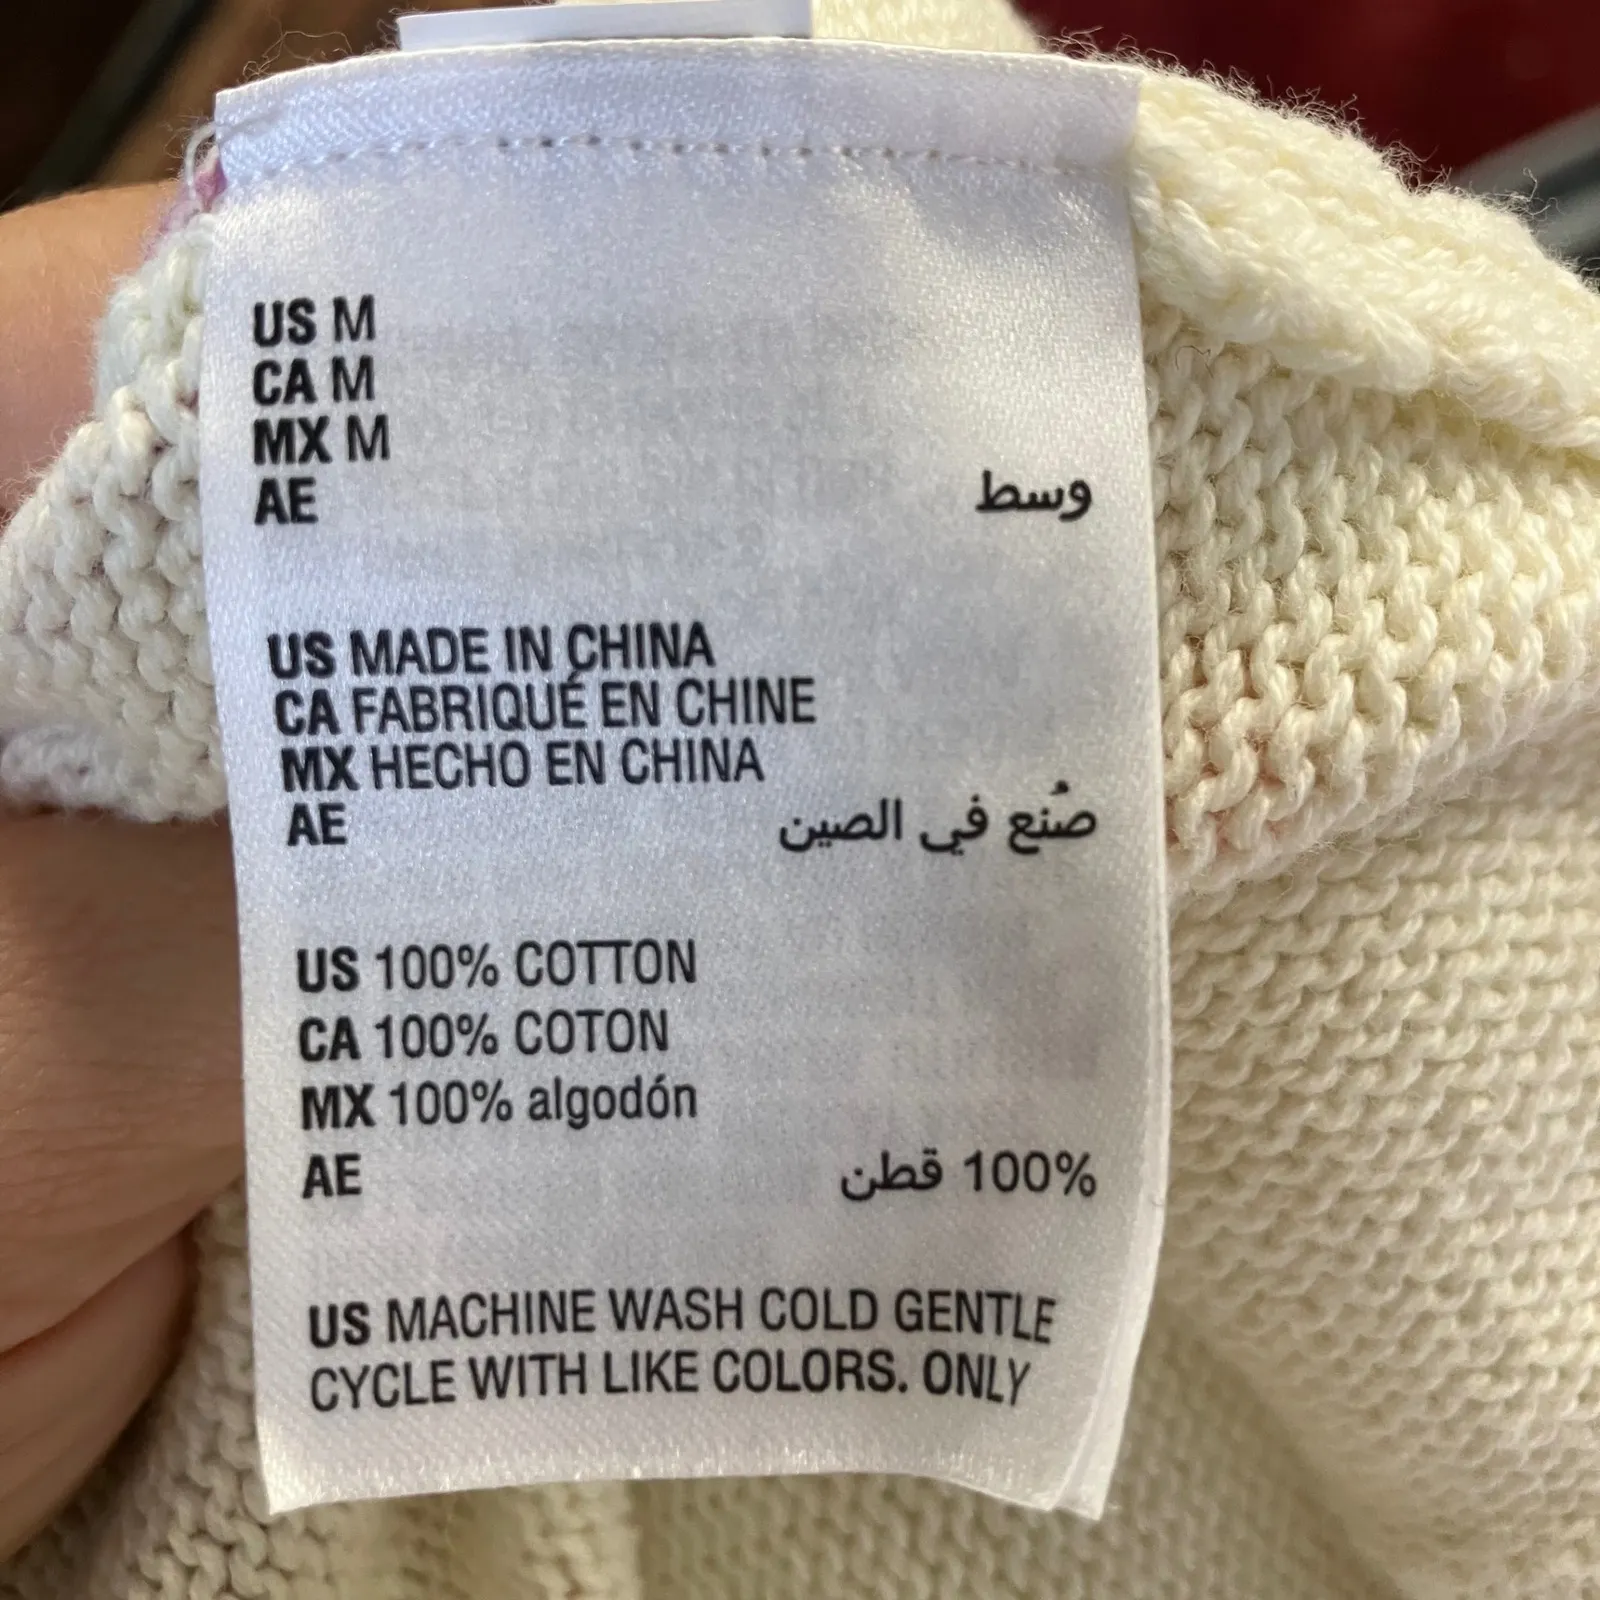 US M
CA M
MX M
AE وسط
US MADE IN CHINA
CA FABRIQUÉ EN CHINE
MX HECHO EN CHINA
AE صُنع في الصين
US 100% COTTON
CA 100% COTON
MX 100% algodón
AE 100% قطن
US MACHINE WASH COLD GENTLE
CYCLE WITH LIKE COLORS. ONLY